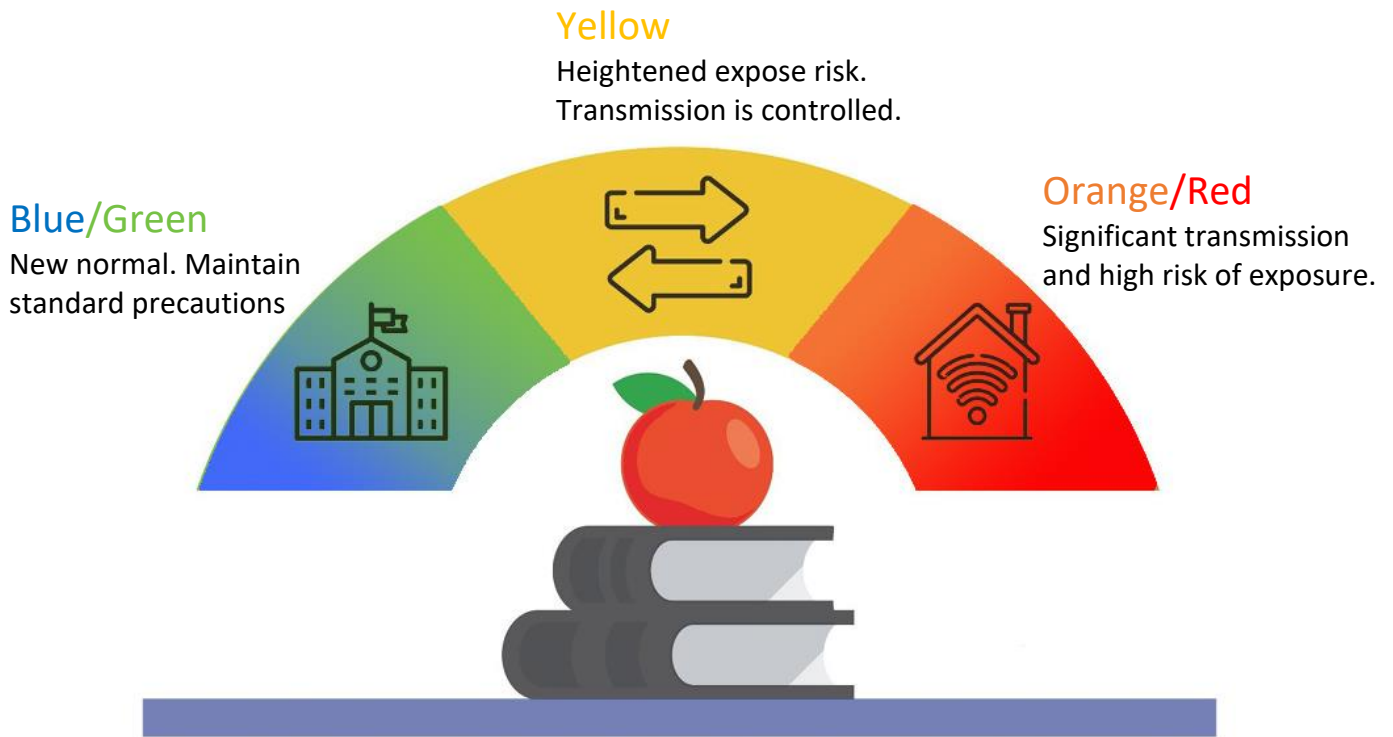 Yellow
Heightened expose risk.
Transmission is controlled.
Blue/Green
New normal. Maintain
standard precautions
Orange/Red
Significant transmission
and high risk of exposure.